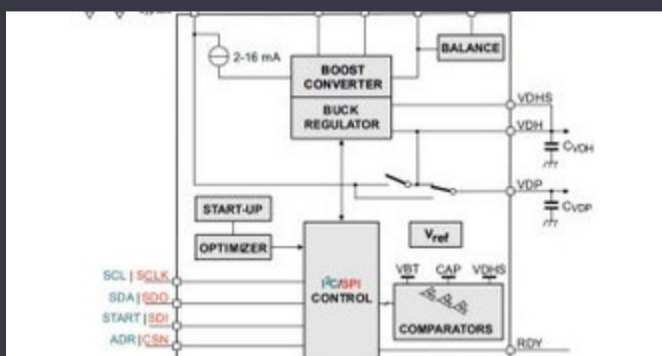 2-16 mA
BALANCE
BOOST
CONVERTER
BUCK
REGULATOR
VDHS
VDH
CVDH
VDP
CVDP
START-UP
OPTIMIZER
Vref
SCL | SCLK
SDA | SDO
START | SDI
ADR | CSN
I²C/SPI
CONTROL
VBT CAP VDHS
COMPARATORS
RDY